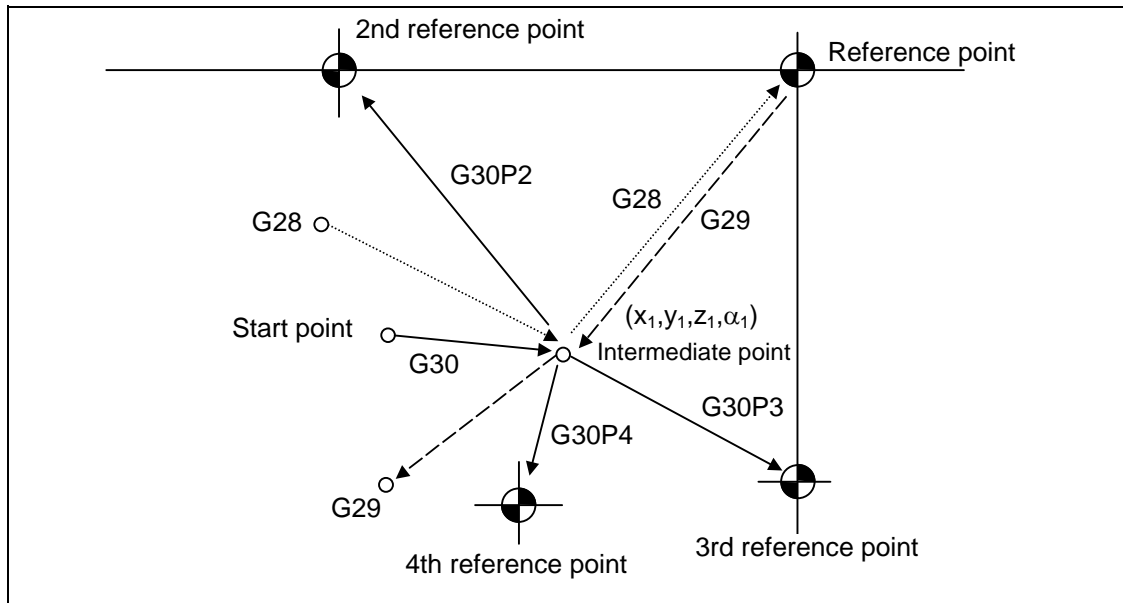 2nd reference point
Reference point
G30P2
G28
G29
G28
Start point
G30
(x₁,y₁,z₁,α₁)
Intermediate point
G30P3
G30P4
G29
4th reference point
3rd reference point